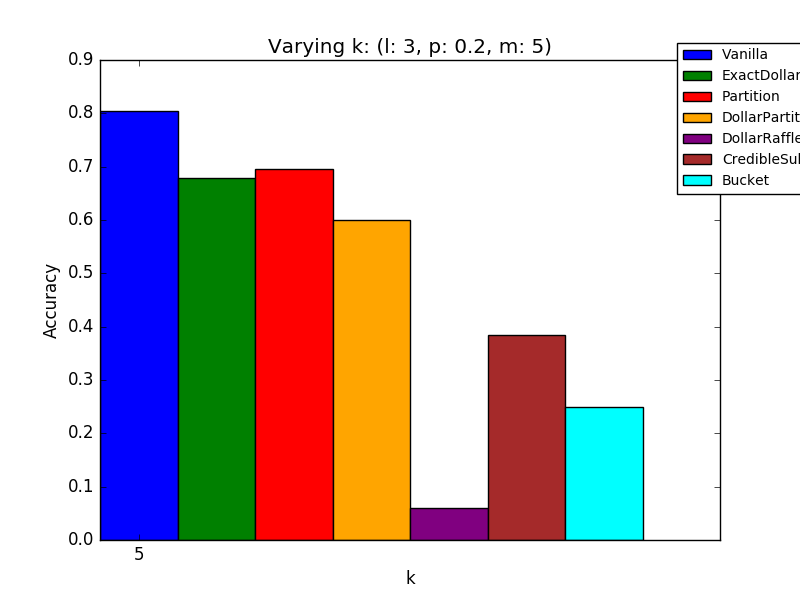 Varying k: (l: 3, p: 0.2, m: 5)
Vanilla
ExactDollar
Partition
DollarPartit
DollarRaffle
CredibleSu
Bucket
0.9
0.8
0.7
0.6
0.5
0.4
0.3
0.2
0.1
0.0
Accuracy
5
k